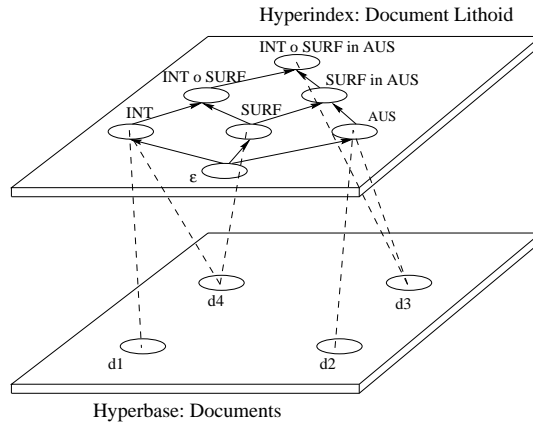 Hyperindex: Document Lithoid
INT o SURF in AUS
INT o SURF
SURF in AUS
INT
SURF
AUS
ε
d4
d3
d1
d2
Hyperbase: Documents